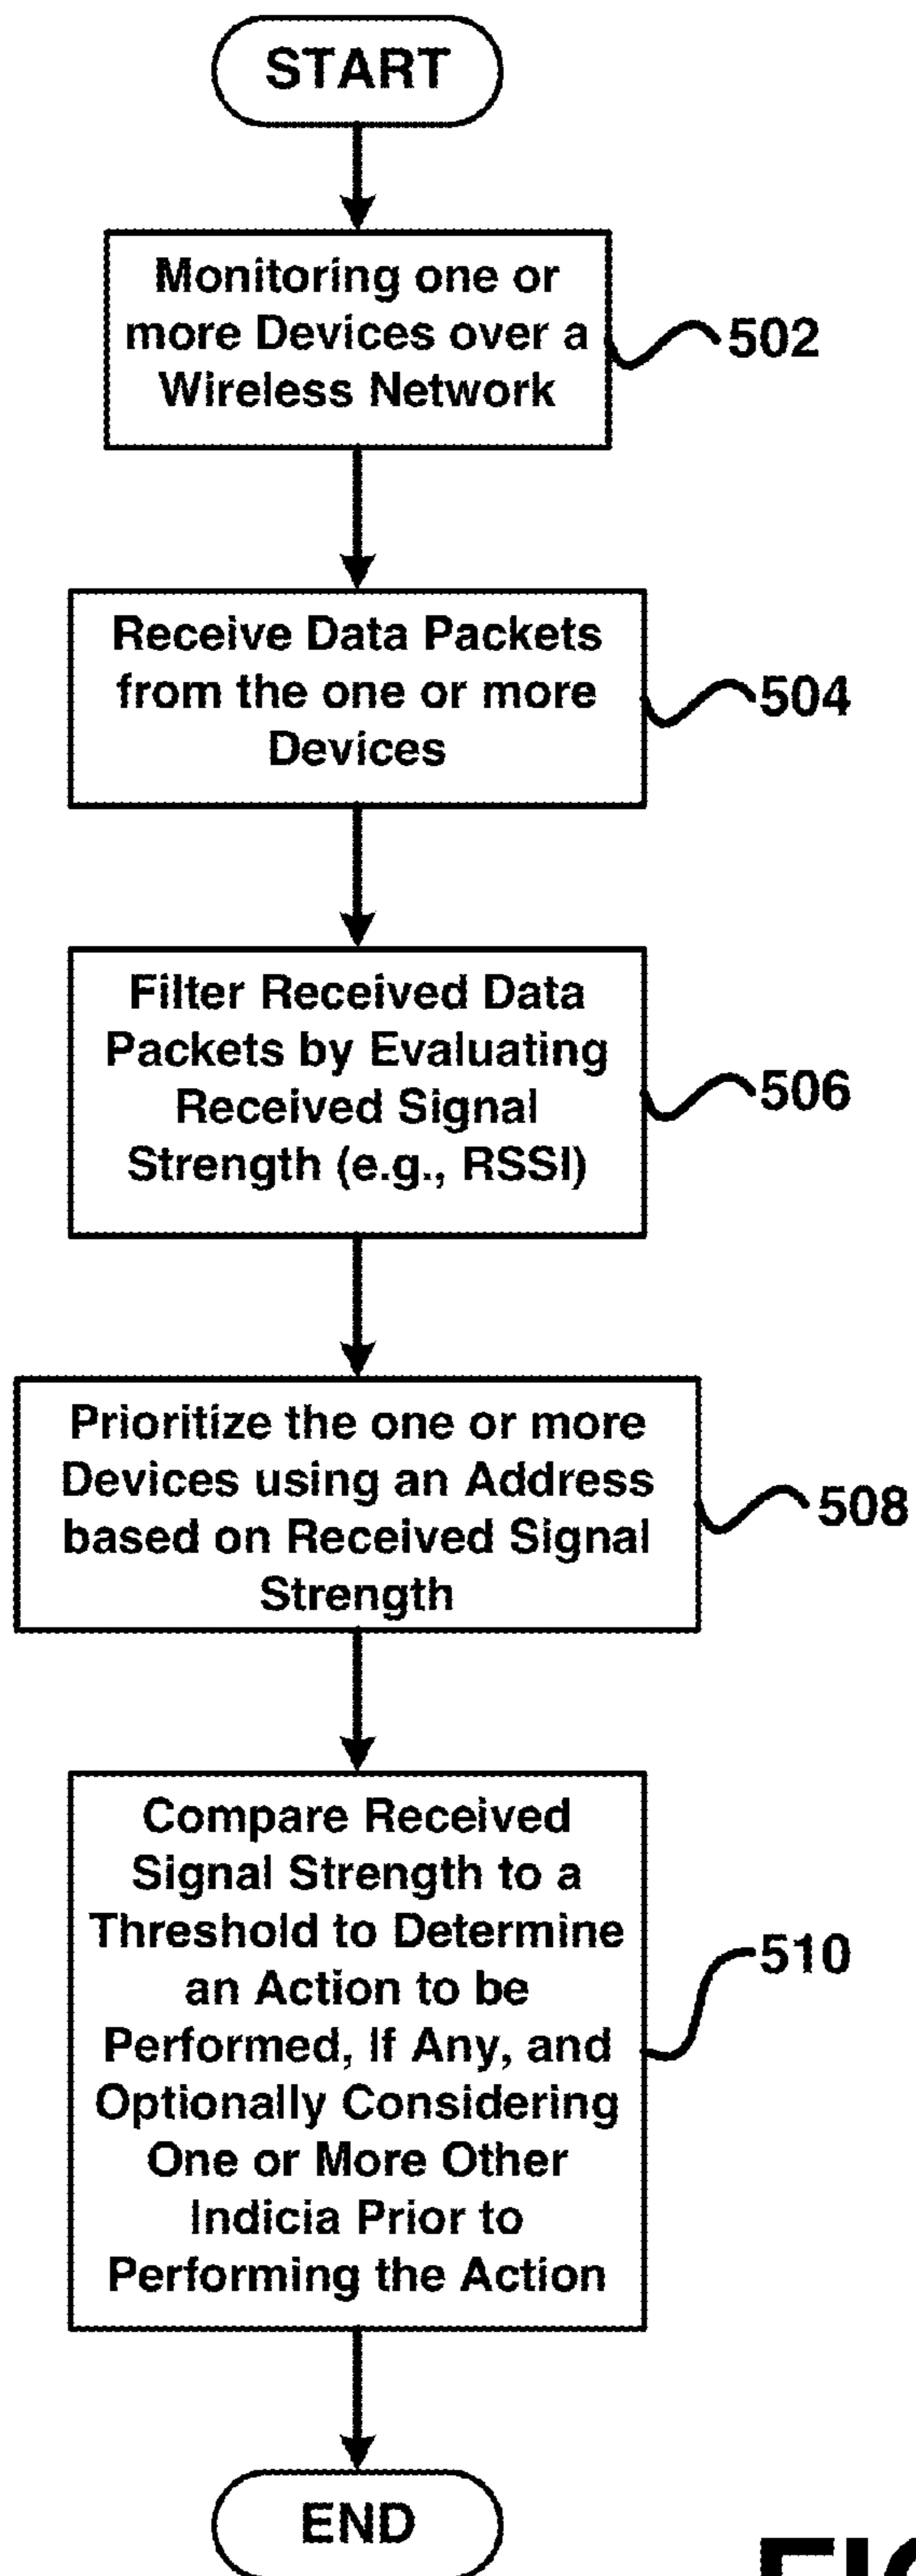 START
Monitoring one or
more Devices over a
Wireless Network
502
Receive Data Packets
from the one or more
Devices
504
Filter Received Data
Packets by Evaluating
Received Signal
Strength (e.g., RSSI)
506
Prioritize the one or more
Devices using an Address
based on Received Signal
Strength
508
Compare Received
Signal Strength to a
Threshold to Determine
an Action to be
Performed, If Any, and
Optionally Considering
One or More Other
Indicia Prior to
Performing the Action
510
END